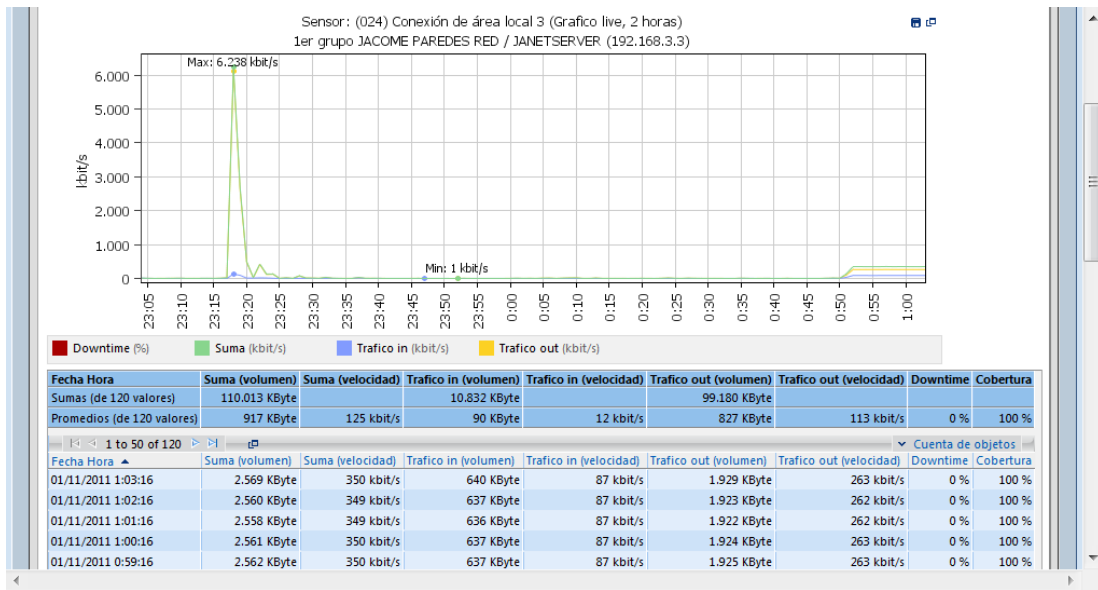 Sensor: (024) Conexión de área local 3 (Grafico live, 2 horas)
1er grupo JACOME PAREDES RED / JANETSERVER (192.168.3.3)
Max: 6.238 kbit/s
6.000
5.000
4.000
3.000
2.000
1.000
0
kbit/s
Min: 1 kbit/s
23:05 23:10 23:15 23:20 23:25 23:30 23:35 23:40 23:45 23:50 23:55 0:00 0:05 0:10 0:15 0:20 0:25 0:30 0:35 0:40 0:45 0:50 0:55 1:00
Downtime (%) Suma (kbit/s) Trafico in (kbit/s) Trafico out (kbit/s)
Fecha Hora Suma (volumen) Suma (velocidad) Trafico in (volumen) Trafico in (velocidad) Trafico out (volumen) Trafico out (velocidad) Downtime Cobertura
Sumas (de 120 valores) 110.013 KByte 10.832 KByte 99.180 KByte
Promedios (de 120 valores) 917 KByte 125 kbit/s 90 KByte 12 kbit/s 827 KByte 113 kbit/s 0 % 100 %
1 to 50 of 120 Cuenta de objetos
Fecha Hora Suma (volumen) Suma (velocidad) Trafico in (volumen) Trafico in (velocidad) Trafico out (volumen) Trafico out (velocidad) Downtime Cobertura
01/11/2011 1:03:16 2.569 KByte 350 kbit/s 640 KByte 87 kbit/s 1.929 KByte 263 kbit/s 0 % 100 %
01/11/2011 1:02:16 2.560 KByte 349 kbit/s 637 KByte 87 kbit/s 1.923 KByte 262 kbit/s 0 % 100 %
01/11/2011 1:01:16 2.558 KByte 349 kbit/s 636 KByte 87 kbit/s 1.922 KByte 262 kbit/s 0 % 100 %
01/11/2011 1:00:16 2.561 KByte 350 kbit/s 637 KByte 87 kbit/s 1.924 KByte 263 kbit/s 0 % 100 %
01/11/2011 0:59:16 2.562 KByte 350 kbit/s 637 KByte 87 kbit/s 1.925 KByte 263 kbit/s 0 % 100 %